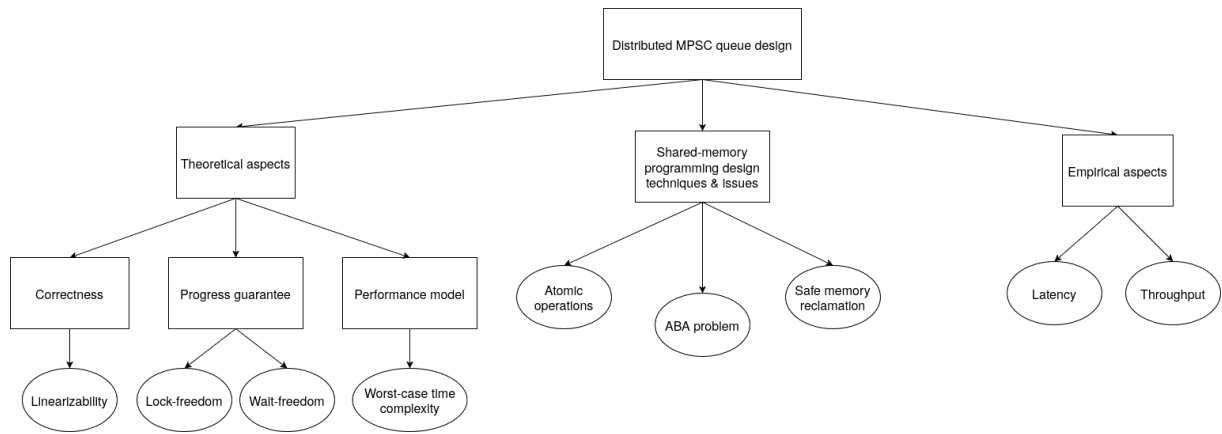 Distributed MPSC queue design
Theoretical aspects
Shared-memory
programming design
techniques & issues
Empirical aspects
Correctness
Progress guarantee
Performance model
Atomic
operations
ABA problem
Safe memory
reclamation
Latency
Throughput
Linearizability
Lock-freedom
Wait-freedom
Worst-case time
complexity